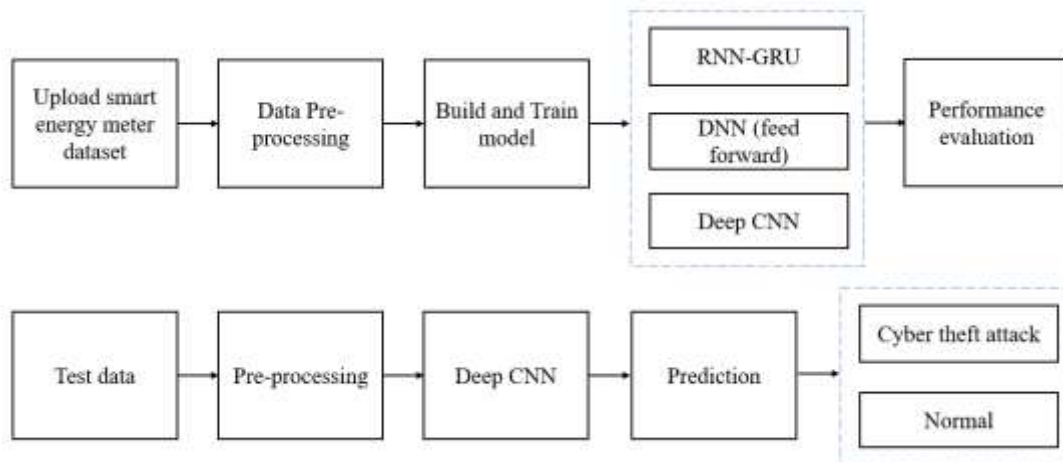 Upload smart
energy meter
dataset
Data Pre-
processing
Build and Train
model
RNN-GRU
DNN (feed
forward)
Deep CNN
Performance
evaluation
Test data
Pre-processing
Deep CNN
Prediction
Cyber theft attack
Normal